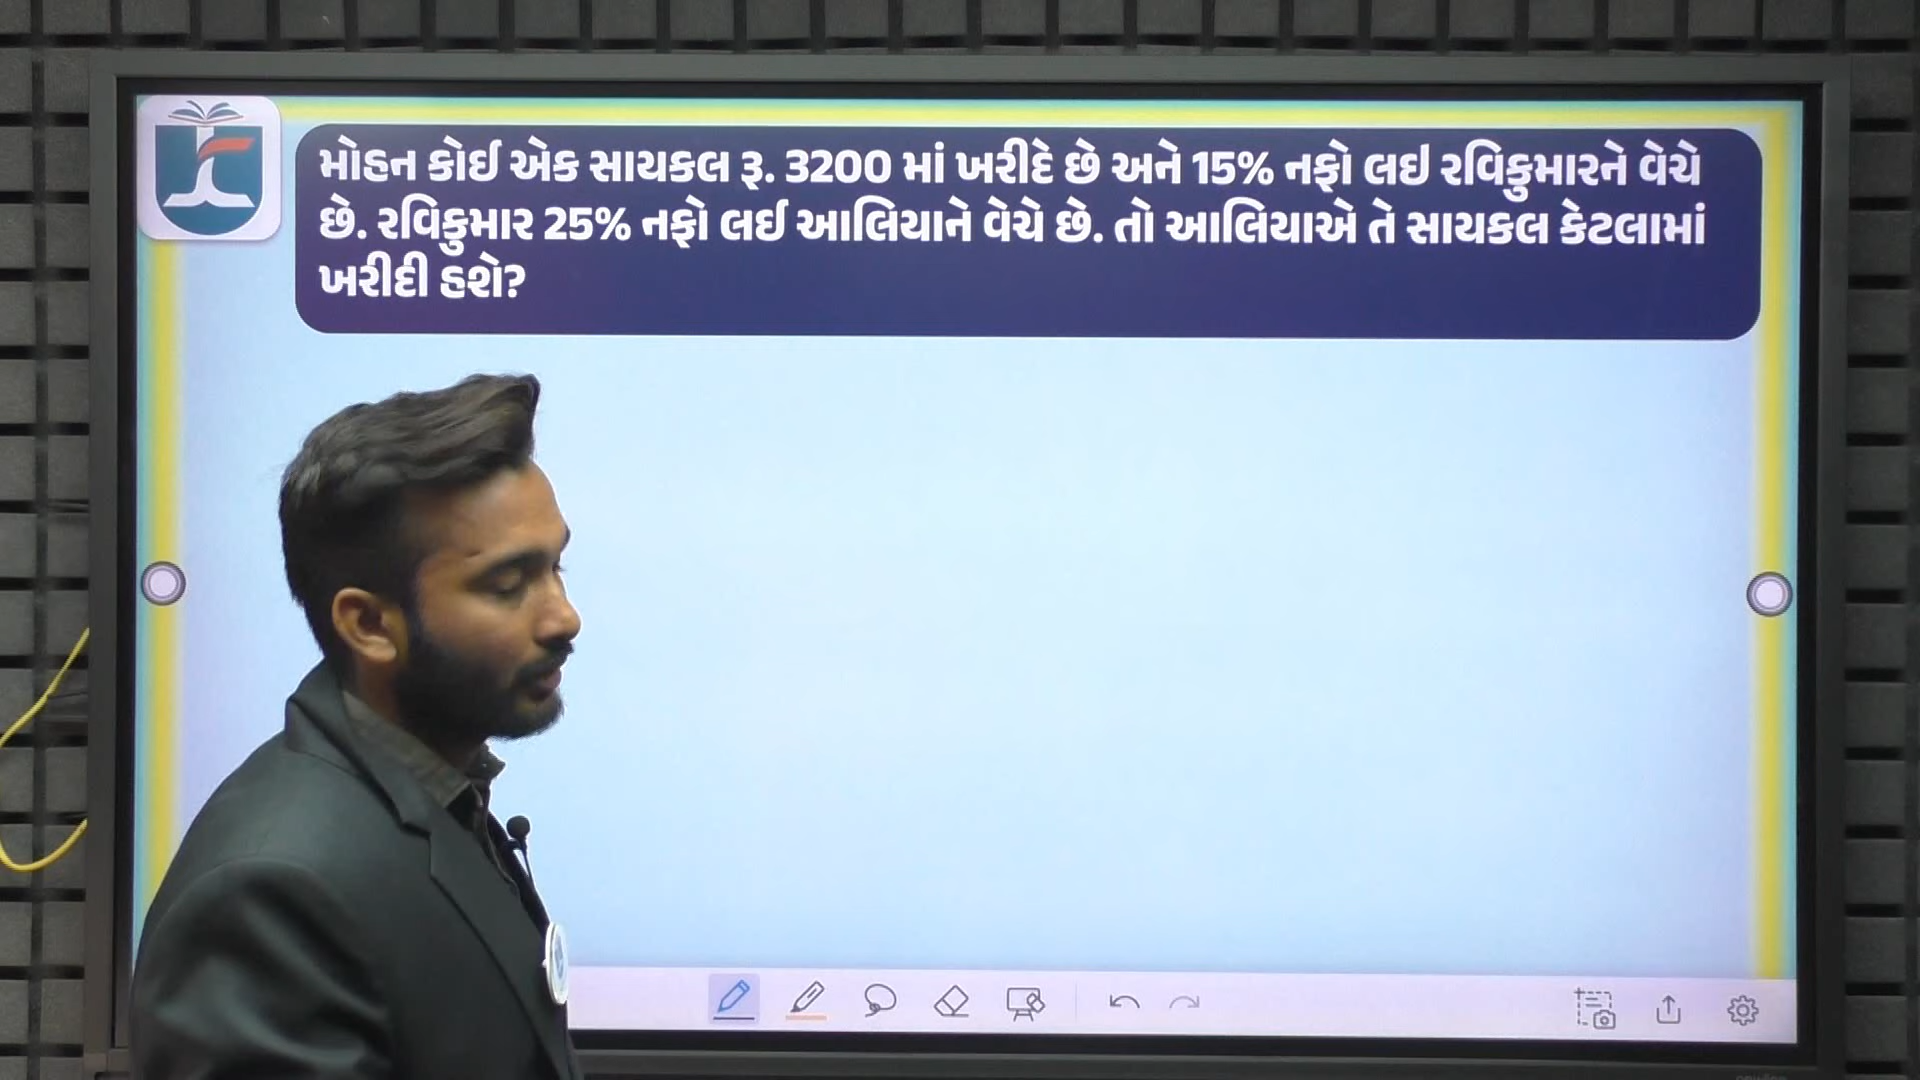 મોહન કોઈ એક સાયકલ રૂ. 3200 માં ખરીદે છે અને 15% નફો લઇ રવિકુમારને વેચે
છે. રવિકુમાર 25% નફો લઈ આલિયાને વેચે છે. તો આલિયાએ તે સાયકલ કેટલામાં
ખરીદી હશે?